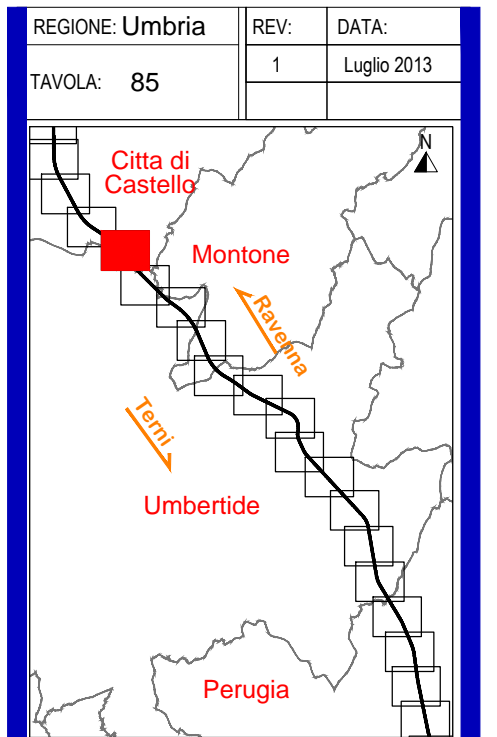 REGIONE: Umbria
REV:
DATA:
TAVOLA: 85
1
Luglio 2013
N
Citta di
Castello
Montone
Ravenna
Terni
Umbertide
Perugia